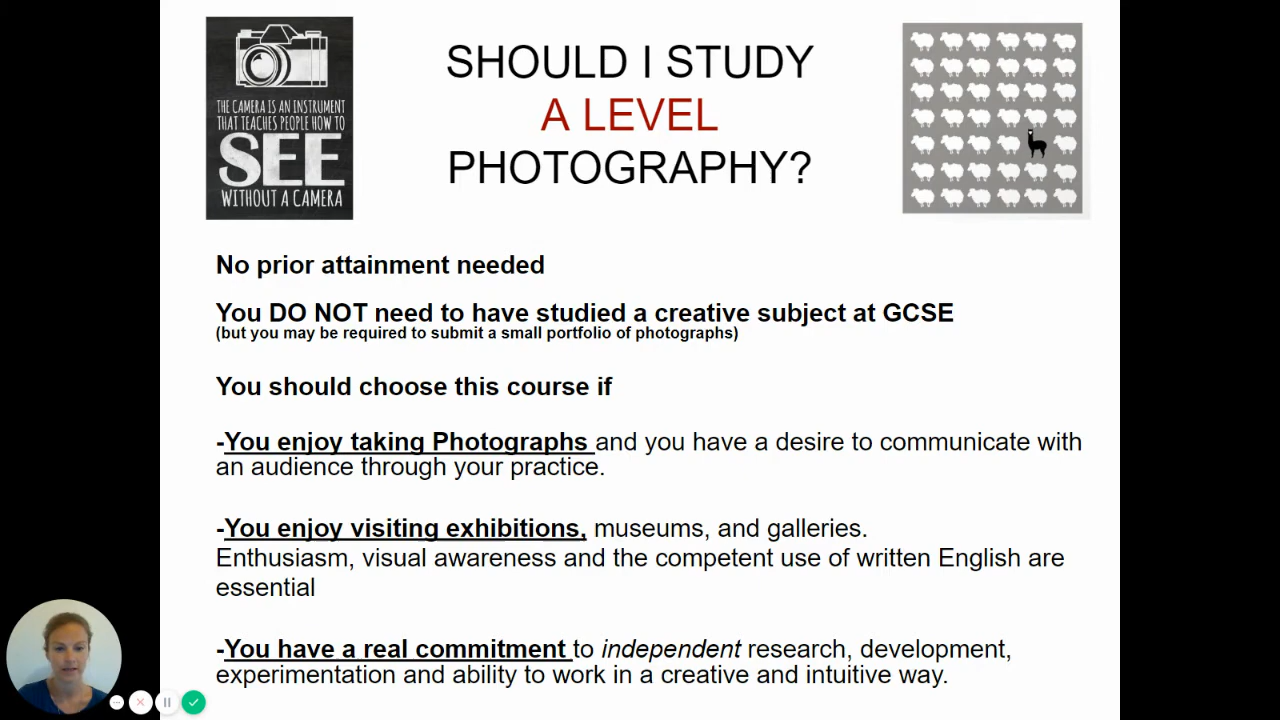 THE CAMERA IS AN INSTRUMENT
THAT TEACHES PEOPLE HOW TO
SEE
WITHOUT A CAMERA
SHOULD I STUDY
A LEVEL
PHOTOGRAPHY?
No prior attainment needed
You DO NOT need to have studied a creative subject at GCSE
(but you may be required to submit a small portfolio of photographs)
You should choose this course if
-You enjoy taking Photographs and you have a desire to communicate with
an audience through your practice.
-You enjoy visiting exhibitions, museums, and galleries.
Enthusiasm, visual awareness and the competent use of written English are
essential
-You have a real commitment to independent research, development,
experimentation and ability to work in a creative and intuitive way.